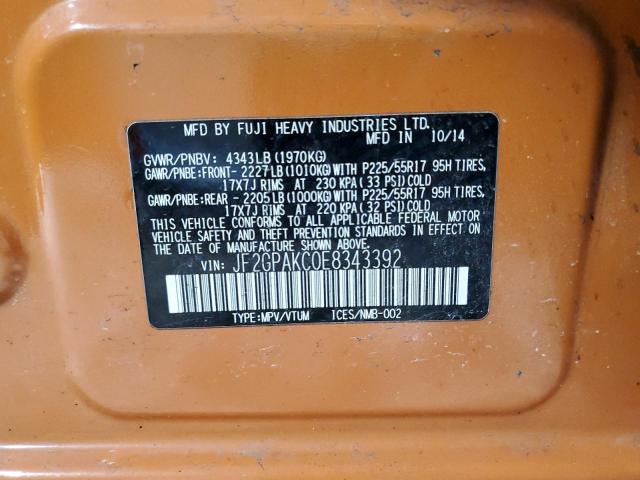 MFD BY FUJI HEAVY INDUSTRIES LTD.
MFD IN 10/14
GVWR/PNBV: 4343LB(1970KG)
GAWR/PNBE:FRONT- 2227LB(1010KG)WITH P225/55R17 95H TIRES,
17X7J RIMS AT 230 KPA(33 PSI)COLD
GAWR/PNBE:REAR - 2205LB(1000KG)WITH P225/55R17 95H TIRES,
17X7J RIMS AT 220 KPA(32 PSI)COLD
THIS VEHICLE CONFORMS TO ALL APPLICABLE FEDERAL MOTOR
VEHICLE SAFETY AND THEFT PREVENTION STANDARDS IN EFFECT
ON THE DATE OF MANUFACTURE SHOWN ABOVE.
VIN: JF2GPAKC0E8343392
TYPE:MPV/VTUM ICES/NMB-002